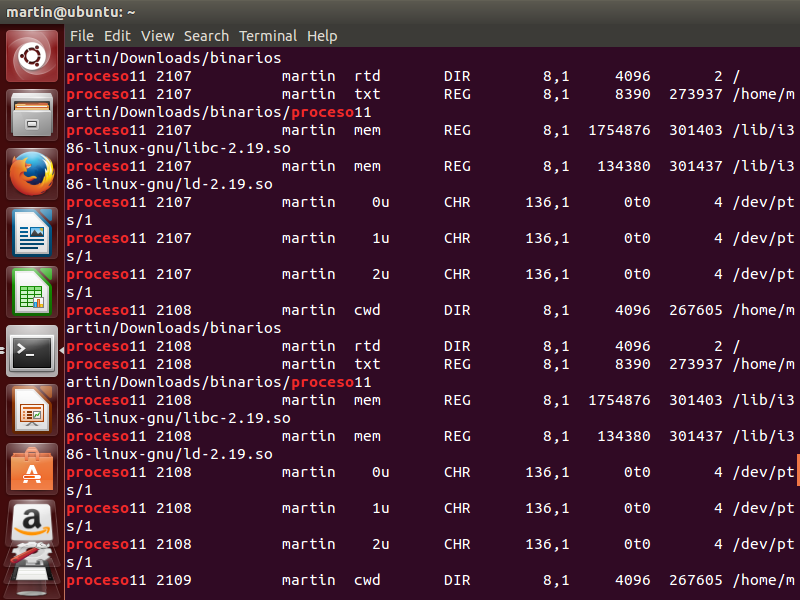 martin@ubuntu: ~
File Edit View Search Terminal Help
artin/Downloads/binarios
proceso11 2107 martin rtd DIR 8,1 4096 2 /
proceso11 2107 martin txt REG 8,1 8390 273937 /home/m
artin/Downloads/binarios/proceso11
proceso11 2107 martin mem REG 8,1 1754876 301403 /lib/i3
86-linux-gnu/libc-2.19.so
proceso11 2107 martin mem REG 8,1 134380 301437 /lib/i3
86-linux-gnu/ld-2.19.so
proceso11 2107 martin 0u CHR 136,1 0t0 4 /dev/pt
s/1
proceso11 2107 martin 1u CHR 136,1 0t0 4 /dev/pt
s/1
proceso11 2107 martin 2u CHR 136,1 0t0 4 /dev/pt
s/1
proceso11 2108 martin cwd DIR 8,1 4096 267605 /home/m
artin/Downloads/binarios
proceso11 2108 martin rtd DIR 8,1 4096 2 /
proceso11 2108 martin txt REG 8,1 8390 273937 /home/m
artin/Downloads/binarios/proceso11
proceso11 2108 martin mem REG 8,1 1754876 301403 /lib/i3
86-linux-gnu/libc-2.19.so
proceso11 2108 martin mem REG 8,1 134380 301437 /lib/i3
86-linux-gnu/ld-2.19.so
proceso11 2108 martin 0u CHR 136,1 0t0 4 /dev/pt
s/1
proceso11 2108 martin 1u CHR 136,1 0t0 4 /dev/pt
s/1
proceso11 2108 martin 2u CHR 136,1 0t0 4 /dev/pt
s/1
proceso11 2109 martin cwd DIR 8,1 4096 267605 /home/m